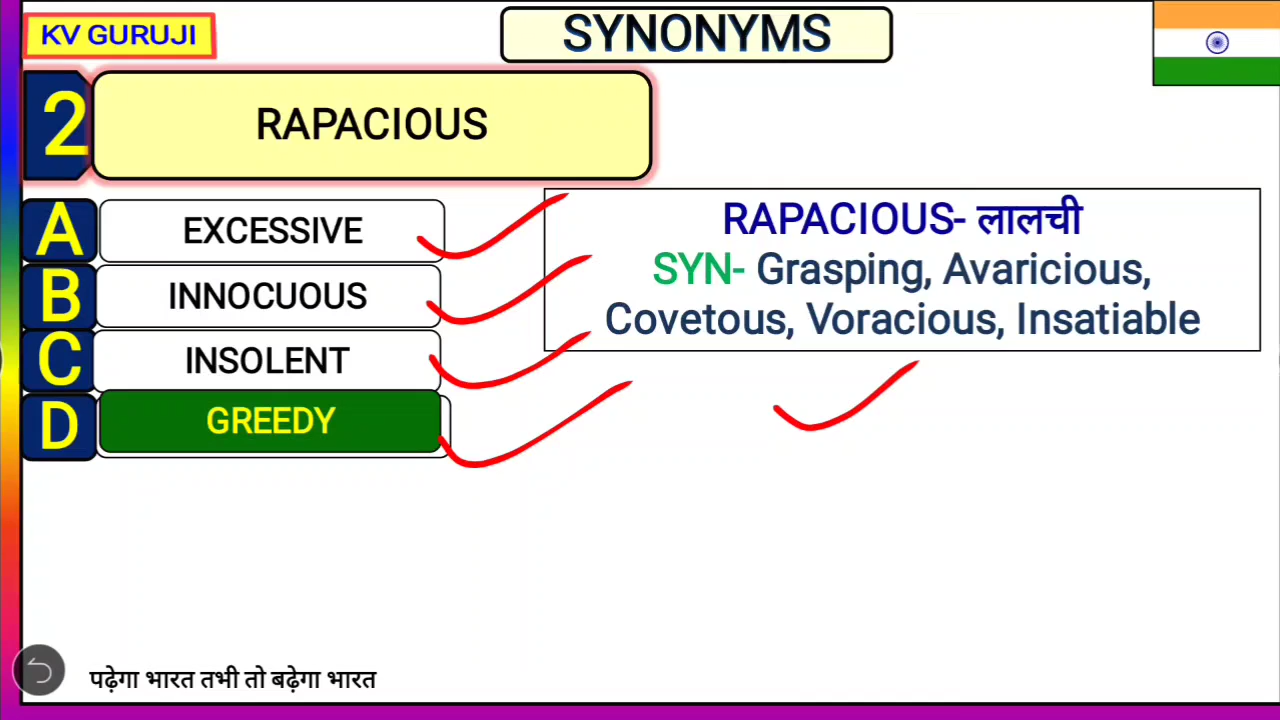 KV GURUJI
SYNONYMS
2
RAPACIOUS
A
EXCESSIVE
B
INNOCUOUS
C
INSOLENT
D
GREEDY
RAPACIOUS- लालची
SYN- Grasping, Avaricious,
Covetous, Voracious, Insatiable
पढ़ेगा भारत तभी तो बढ़ेगा भारत